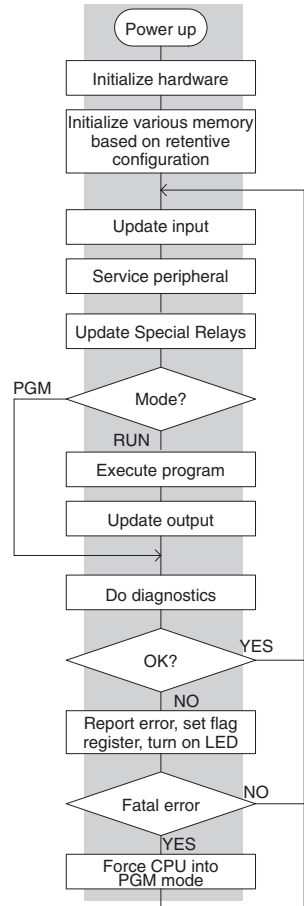 Power up
Initialize hardware
Initialize various memory
based on retentive
configuration
Update input
Service peripheral
Update Special Relays
PGM
Mode?
RUN
Execute program
Update output
Do diagnostics
YES
OK?
NO
Report error, set flag
register, turn on LED
NO
Fatal error
YES
Force CPU into
PGM mode